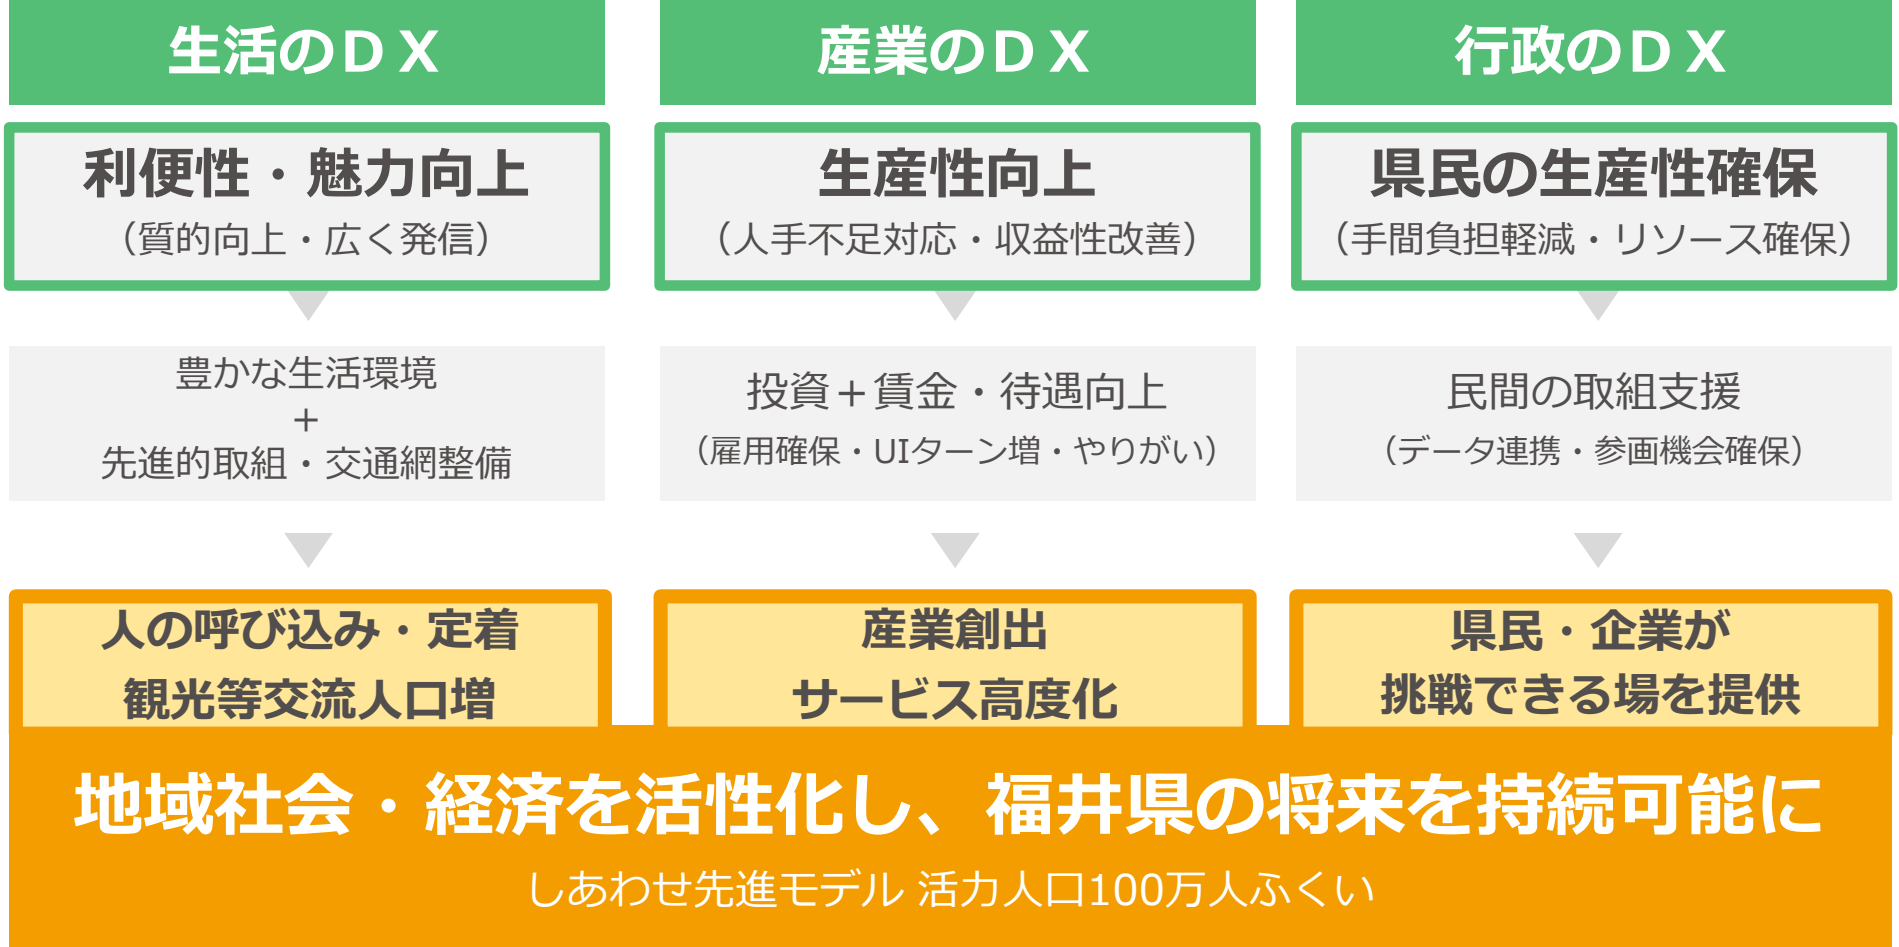 生活のＤＸ
利便性・魅力向上
（質的向上・広く発信）
豊かな生活環境
＋
先進的取組・交通網整備
人の呼び込み・定着
観光等交流人口増
産業のＤＸ
生産性向上
（人手不足対応・収益性改善）
投資＋賃金・待遇向上
（雇用確保・UIターン増・やりがい）
産業創出
サービス高度化
行政のＤＸ
県民の生産性確保
（手間負担軽減・リソース確保）
民間の取組支援
（データ連携・参画機会確保）
県民・企業が
挑戦できる場を提供
地域社会・経済を活性化し、福井県の将来を持続可能に
しあわせ先進モデル 活力人口100万人ふくい